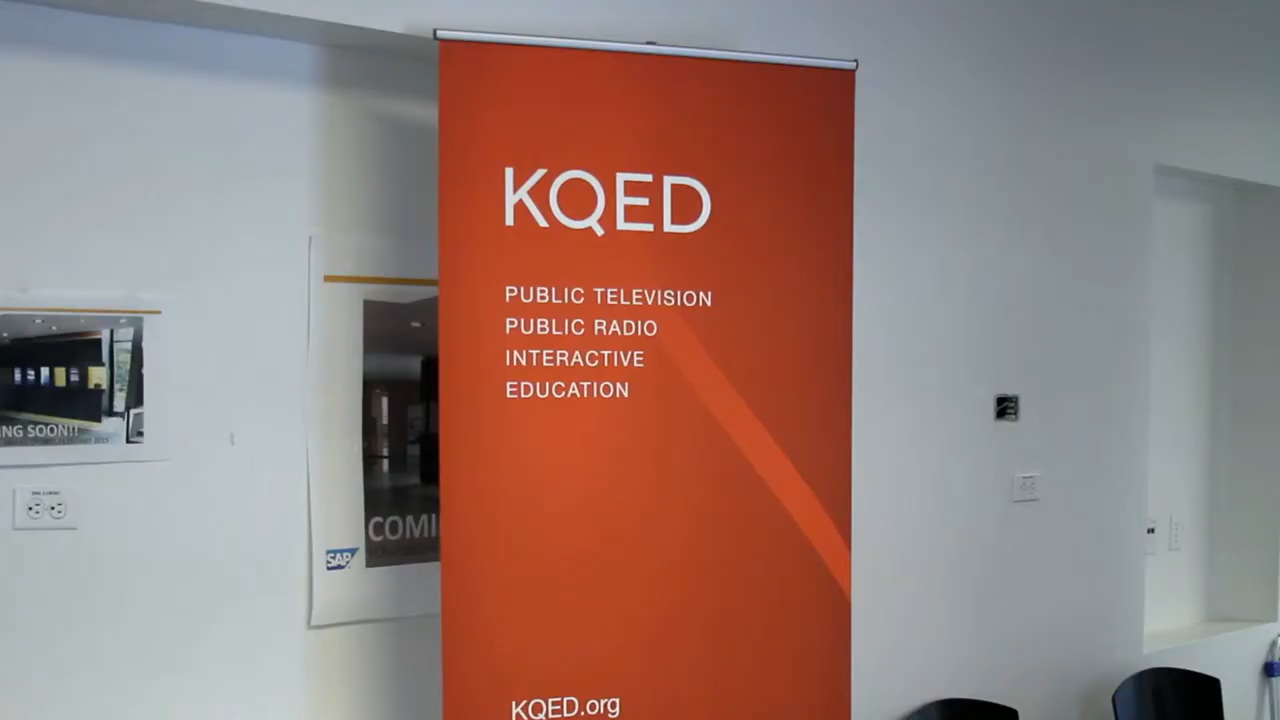 KQED
PUBLIC TELEVISION
PUBLIC RADIO
INTERACTIVE
EDUCATION
KQED.org
NG SOON!!
COMI
SAP